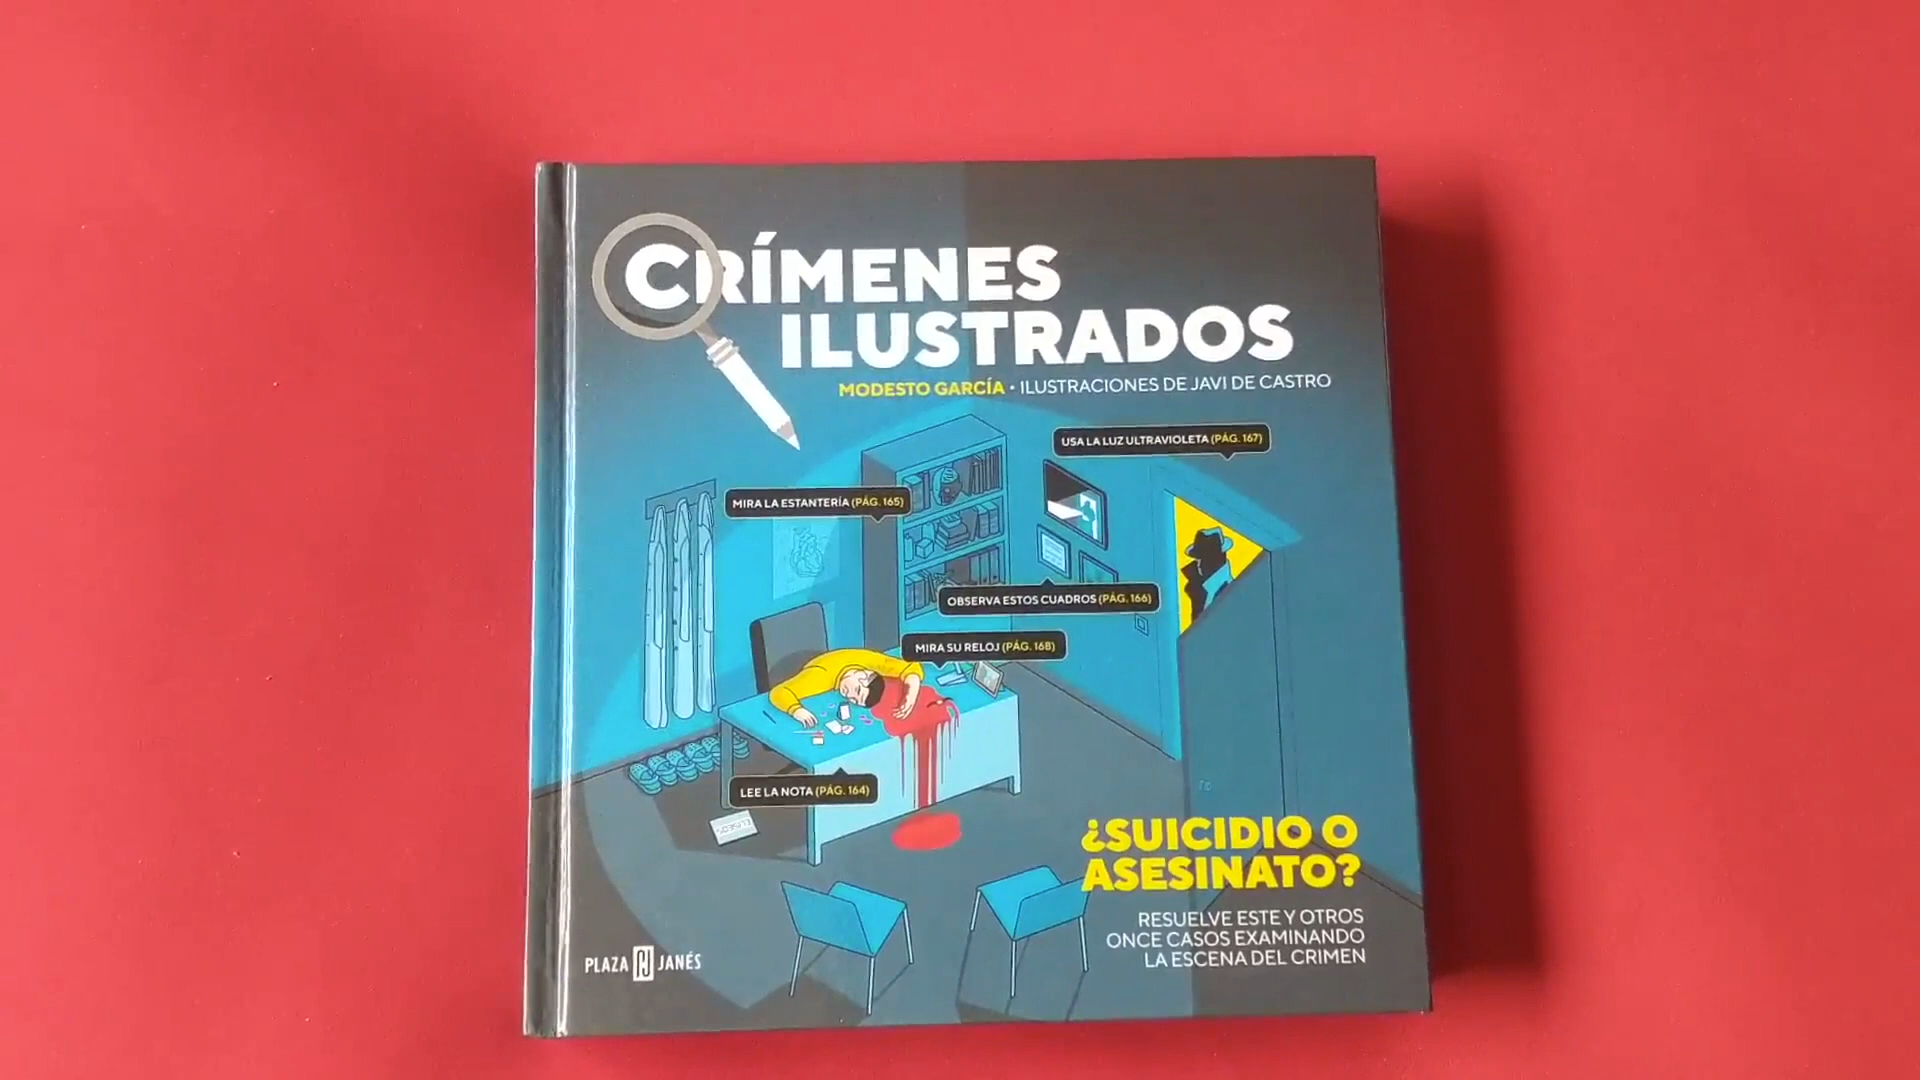 CRÍMENES
ILUSTRADOS
MODESTO GARCÍA • ILUSTRACIONES DE JAVI DE CASTRO
USA LA LUZ ULTRAVIOLETA (PÁG. 167)
MIRA LA ESTANTERÍA (PÁG. 165)
OBSERVA ESTOS CUADROS (PÁG. 166)
MIRA SU RELOJ (PÁG. 168)
LEE LA NOTA (PÁG. 164)
¿SUICIDIO O
ASESINATO?
RESUELVE ESTE Y OTROS
ONCE CASOS EXAMINANDO
LA ESCENA DEL CRIMEN
PLAZA PJ JANÉS